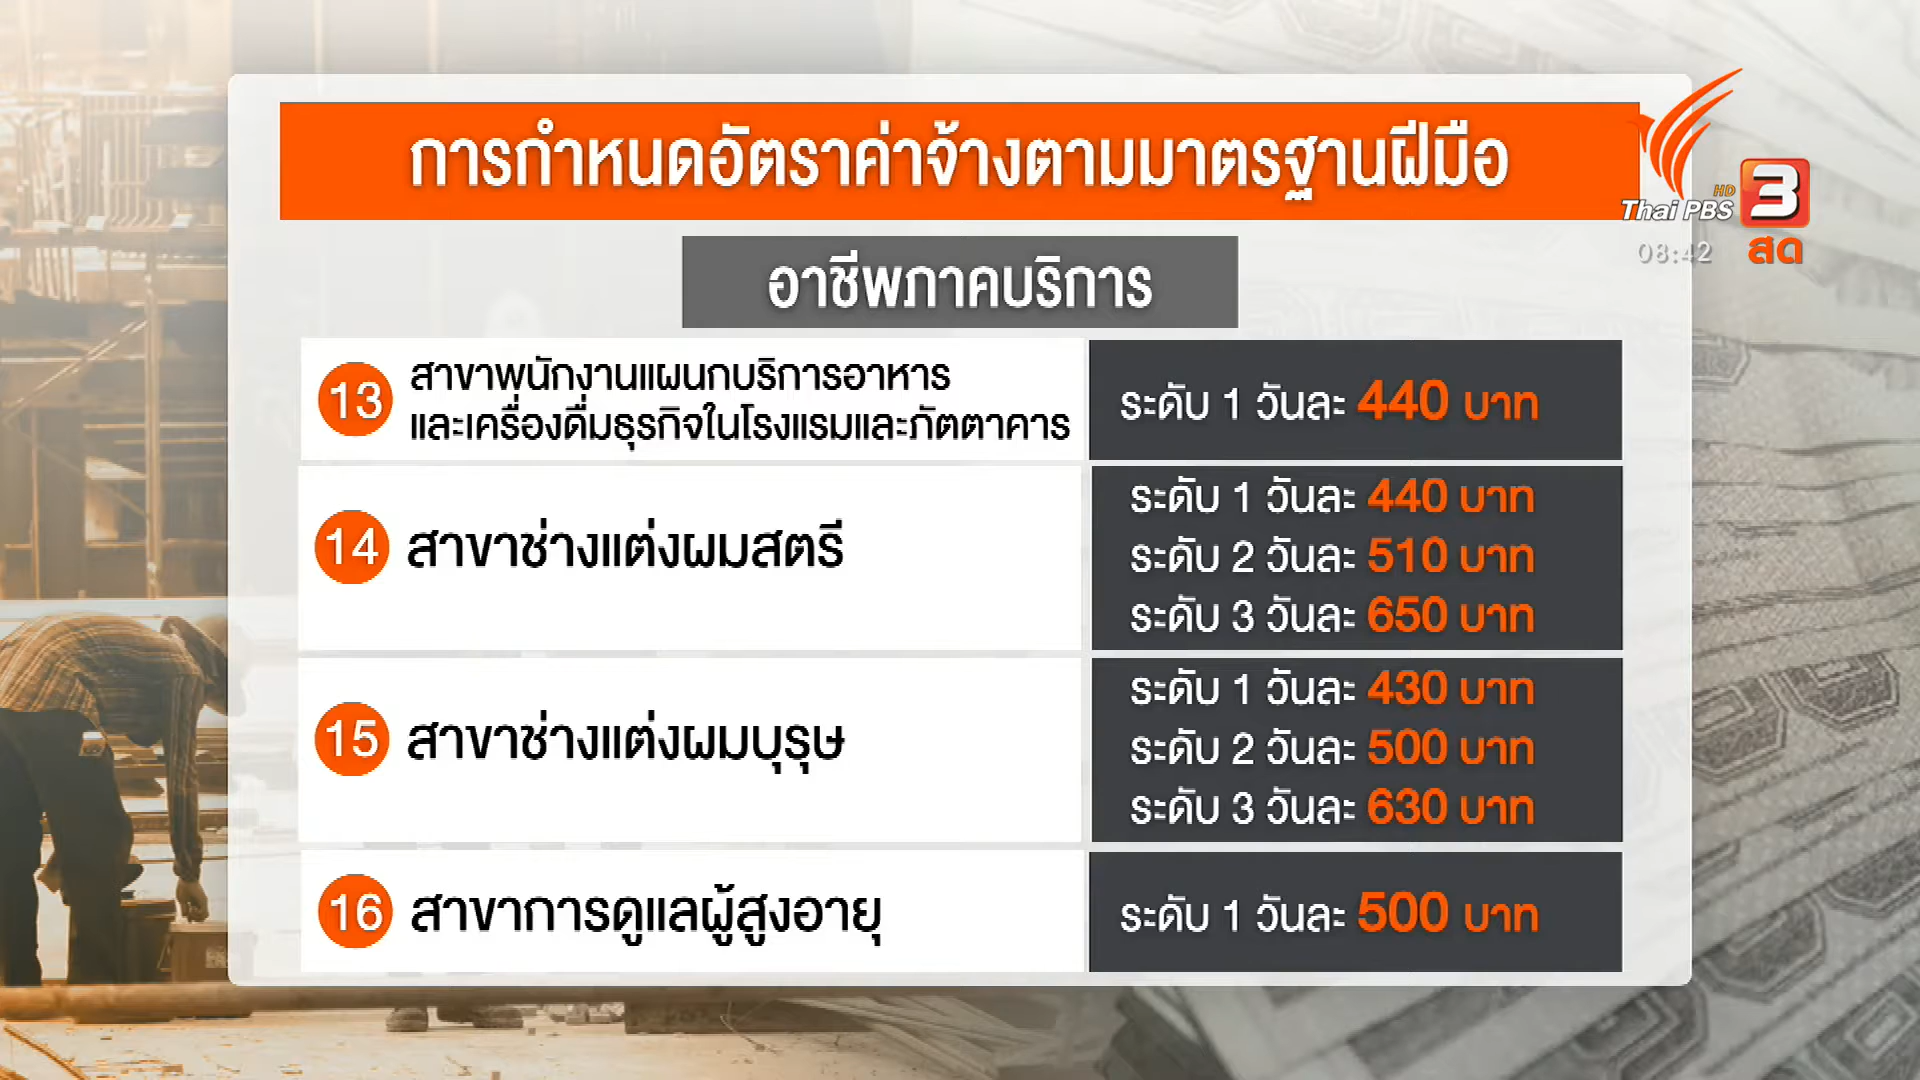 การกำหนดอัตราค่าจ้างตามมาตรฐานฝีมือ
HD
Thai PBS 3
08:42 สด
อาชีพภาคบริการ
13 สาขาพนักงานแผนกบริการอาหาร
และเครื่องดื่มธุรกิจในโรงแรมและภัตตาคาร
ระดับ 1 วันละ 440 บาท
14 สาขาช่างแต่งผมสตรี
ระดับ 1 วันละ 440 บาท
ระดับ 2 วันละ 510 บาท
ระดับ 3 วันละ 650 บาท
15 สาขาช่างแต่งผมบุรุษ
ระดับ 1 วันละ 430 บาท
ระดับ 2 วันละ 500 บาท
ระดับ 3 วันละ 630 บาท
16 สาขาการดูแลผู้สูงอายุ
ระดับ 1 วันละ 500 บาท